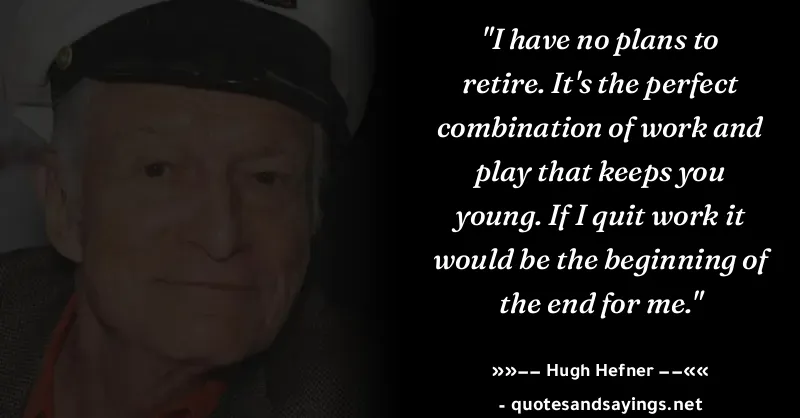 "I have no plans to
retire. It's the perfect
combination of work and
play that keeps you
young. If I quit work it
would be the beginning of
the end for me."
»»−− Hugh Hefner −−««
- quotesandsayings.net